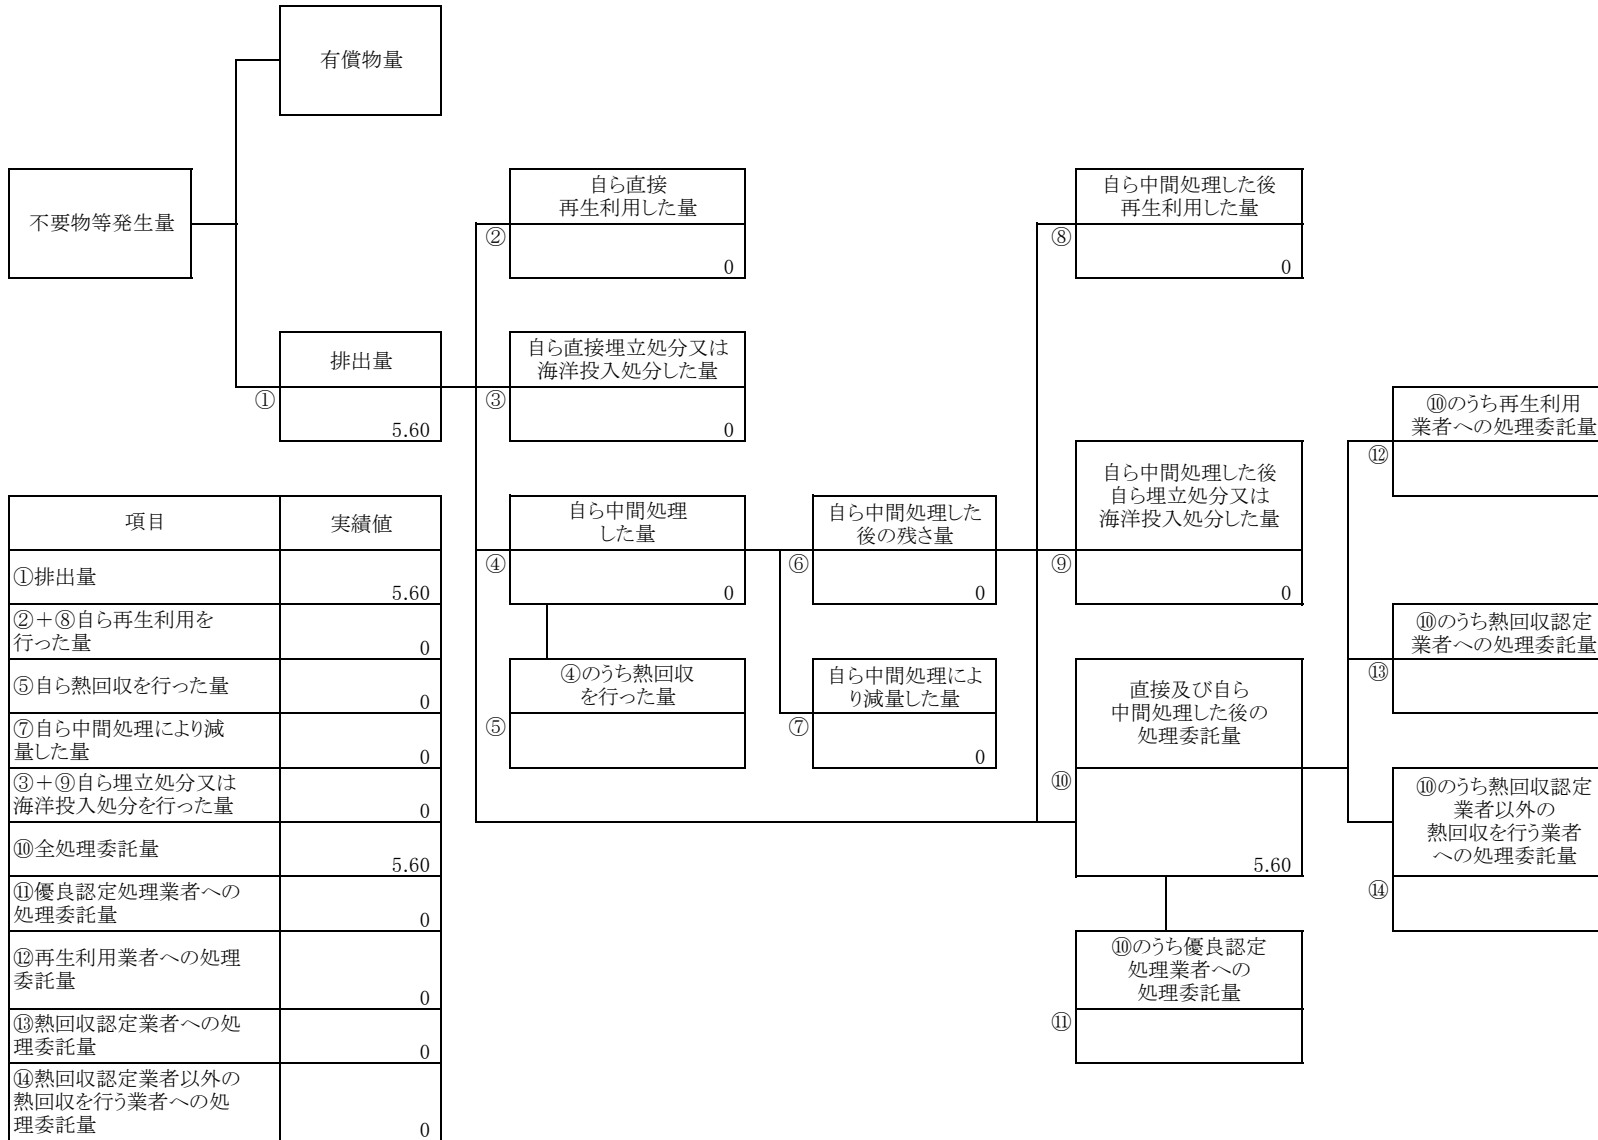 有償物量
不要物等発生量
自ら直接
再生利用した量
②
0
自ら中間処理した後
再生利用した量
⑧
0
排出量
①
5.60
自ら直接埋立処分又は
海洋投入処分した量
③
0
⑩のうち再生利用
業者への処理委託量
⑫
自ら中間処理
した量
④
0
自ら中間処理した
後の残さ量
⑥
0
自ら中間処理した後
自ら埋立処分又は
海洋投入処分した量
⑨
0
⑩のうち熱回収認定
業者への処理委託量
⑬
④のうち熱回収
を行った量
⑤
自ら中間処理によ
り減量した量
⑦
0
直接及び自ら
中間処理した後の
処理委託量
⑩
5.60
⑩のうち熱回収認定
業者以外の
熱回収を行う業者
への処理委託量
⑭
⑩のうち優良認定
処理業者への
処理委託量
⑪
項目
実績値
①排出量
5.60
②＋⑧自ら再生利用を
行った量
0
⑤自ら熱回収を行った量
0
⑦自ら中間処理により減
量した量
0
③＋⑨自ら埋立処分又は
海洋投入処分を行った量
0
⑩全処理委託量
5.60
⑪優良認定処理業者への
処理委託量
0
⑫再生利用業者への処理
委託量
0
⑬熱回収認定業者への処
理委託量
0
⑭熱回収認定業者以外の
熱回収を行う業者への処
理委託量
0